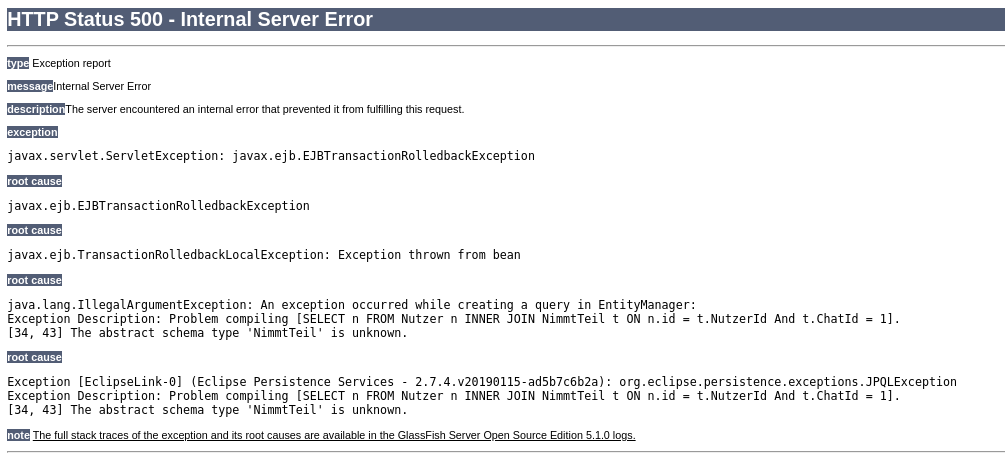 HTTP Status 500 - Internal Server Error
type Exception report
messageInternal Server Error
descriptionThe server encountered an internal error that prevented it from fulfilling this request.
exception
javax.servlet.ServletException: javax.ejb.EJBTransactionRolledbackException
root cause
javax.ejb.EJBTransactionRolledbackException
root cause
javax.ejb.TransactionRolledbackLocalException: Exception thrown from bean
root cause
java.lang.IllegalArgumentException: An exception occurred while creating a query in EntityManager:
Exception Description: Problem compiling [SELECT n FROM Nutzer n INNER JOIN NimmtTeil t ON n.id = t.NutzerId And t.ChatId = 1].
[34, 43] The abstract schema type 'NimmtTeil' is unknown.
root cause
Exception [EclipseLink-0] (Eclipse Persistence Services - 2.7.4.v20190115-ad5b7c6b2a): org.eclipse.persistence.exceptions.JPQLException
Exception Description: Problem compiling [SELECT n FROM Nutzer n INNER JOIN NimmtTeil t ON n.id = t.NutzerId And t.ChatId = 1].
[34, 43] The abstract schema type 'NimmtTeil' is unknown.
note The full stack traces of the exception and its root causes are available in the GlassFish Server Open Source Edition 5.1.0 logs.